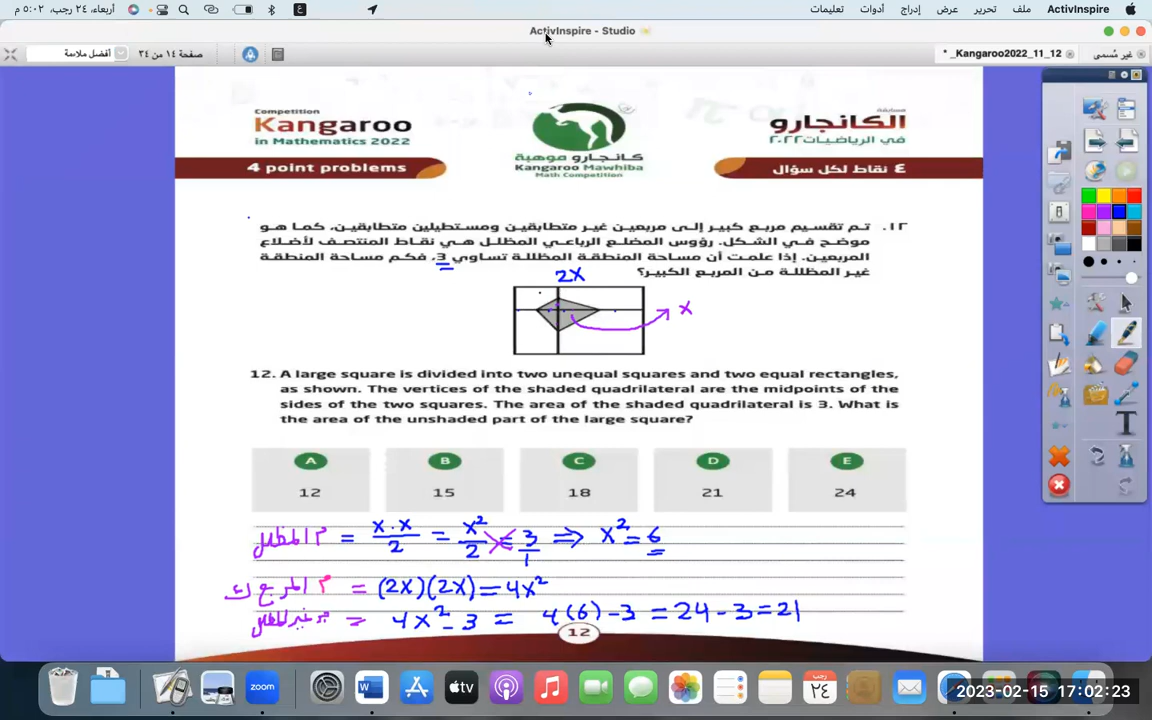 أربعاء، ٢٤ رجب، ٥:٠٢ م
ActivInspire ملف تحرير عرض إدراج أدوات تعليمات
ActivInspire - Studio
غير مُسمى
Kangaroo2022_11_12_ *
صفحة ١٤ من ٣٤
أفضل ملاءمة
Competition
Kangaroo
in Mathematics 2022
4 point problems
كانجارو موهبة
Kangaroo Mawhiba
Math Competition
مسابقة
الكانجارو
في الرياضيات٢٠٢٢
٤ نقاط لكل سؤال
١٢. تم تقسيم مربع كبير إلى مربعين غير متطابقين ومستطيلين متطابقين، كما هو
موضح في الشكل. رؤوس المضلع الرباعي المظلل هي نقاط المنتصف لأضلاع
المربعين. إذا علمت أن مساحة المنطقة المظللة تساوي 3، فكم مساحة المنطقة
غير المظللة من المربع الكبير؟
2x
x
12. A large square is divided into two unequal squares and two equal rectangles,
as shown. The vertices of the shaded quadrilateral are the midpoints of the
sides of the two squares. The area of the shaded quadrilateral is 3. What is
the area of the unshaded part of the large square?
A B C D E
12 15 18 21 24
م المظلل = x.x/2 = x²/2 = 3/1 ⇒ x² = 6
م المربع ك = (2x)(2x) = 4x²
م غير المظلل = 4x² - 3 = 4(6) - 3 = 24 - 3 = 21
12
zoom
tv
W
٢٤
2023-02-15 17:02:23